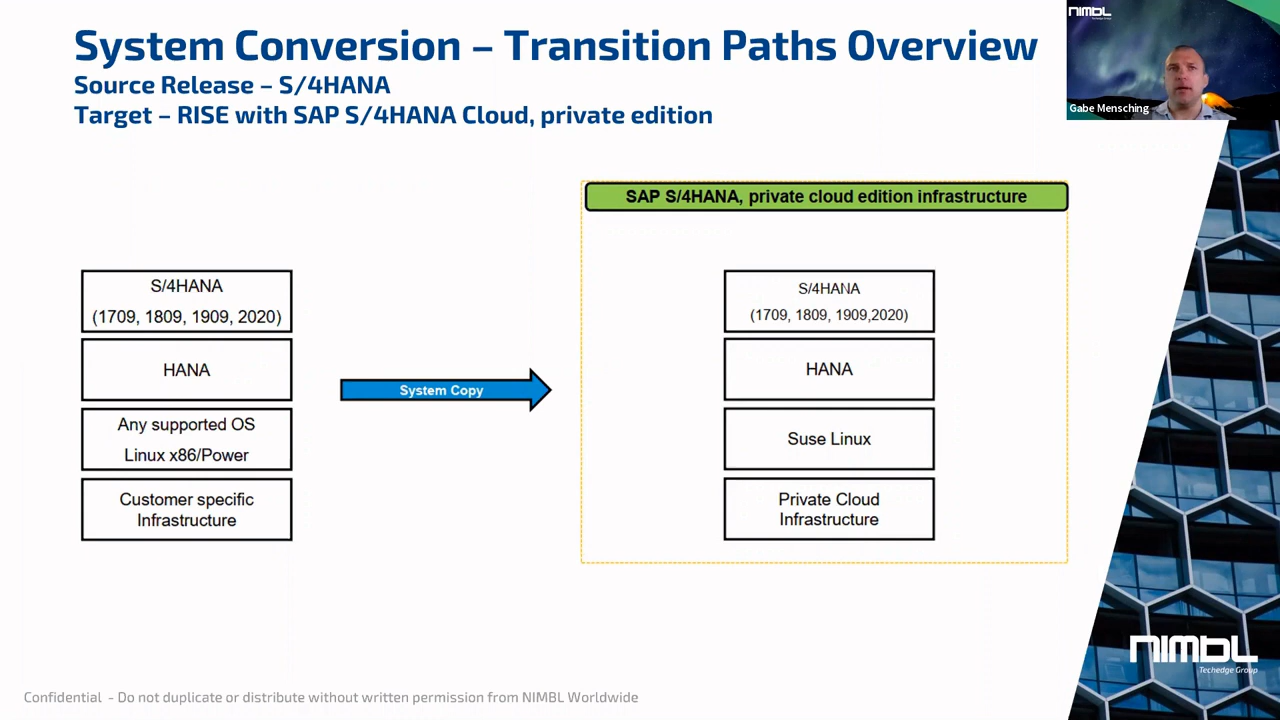 System Conversion – Transition Paths Overview
Source Release – S/4HANA
Target – RISE with SAP S/4HANA Cloud, private edition
NIMBL
Gabe Mensching
SAP S/4HANA, private cloud edition infrastructure
S/4HANA
(1709, 1809, 1909, 2020)
HANA
Any supported OS
Linux x86/Power
Customer specific
Infrastructure
System Copy
S/4HANA
(1709, 1809, 1909,2020)
HANA
Suse Linux
Private Cloud
Infrastructure
NIMBL
Techedge Group
Confidential - Do not duplicate or distribute without written permission from NIMBL Worldwide